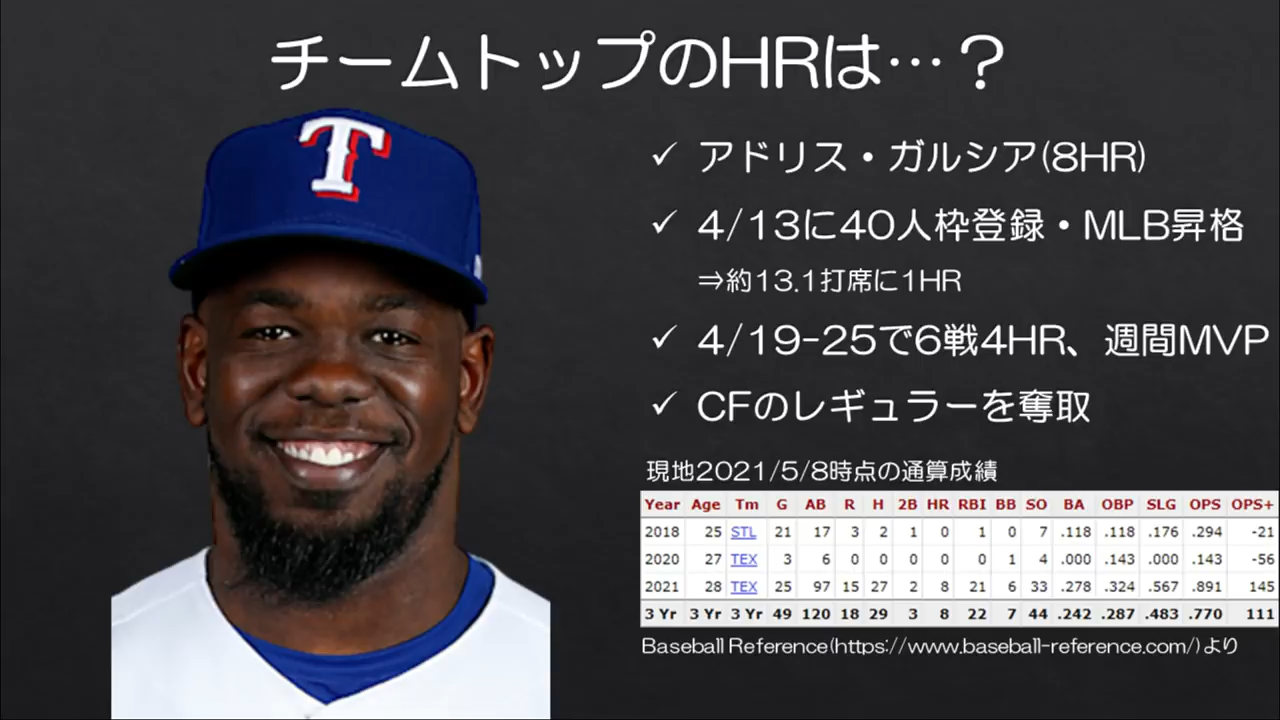 チームトップのHRは…？
T
✓ アドリス・ガルシア(8HR)
✓ 4/13に40人枠登録・MLB昇格
⇒約13.1打席に1HR
✓ 4/19-25で6戦4HR、週間MVP
✓ CFのレギュラーを奪取
現地2021/5/8時点の通算成績
Year Age Tm G AB R H 2B HR RBI BB SO BA OBP SLG OPS OPS+
2018 25 STL 21 17 3 2 1 0 1 0 7 .118 .118 .176 .294 -21
2020 27 TEX 3 6 0 0 0 0 0 1 4 .000 .143 .000 .143 -56
2021 28 TEX 25 97 15 27 2 8 21 6 33 .278 .324 .567 .891 145
3 Yr 3 Yr 3 Yr 49 120 18 29 3 8 22 7 44 .242 .287 .483 .770 111
Baseball Reference(https://www.baseball-reference.com/)より